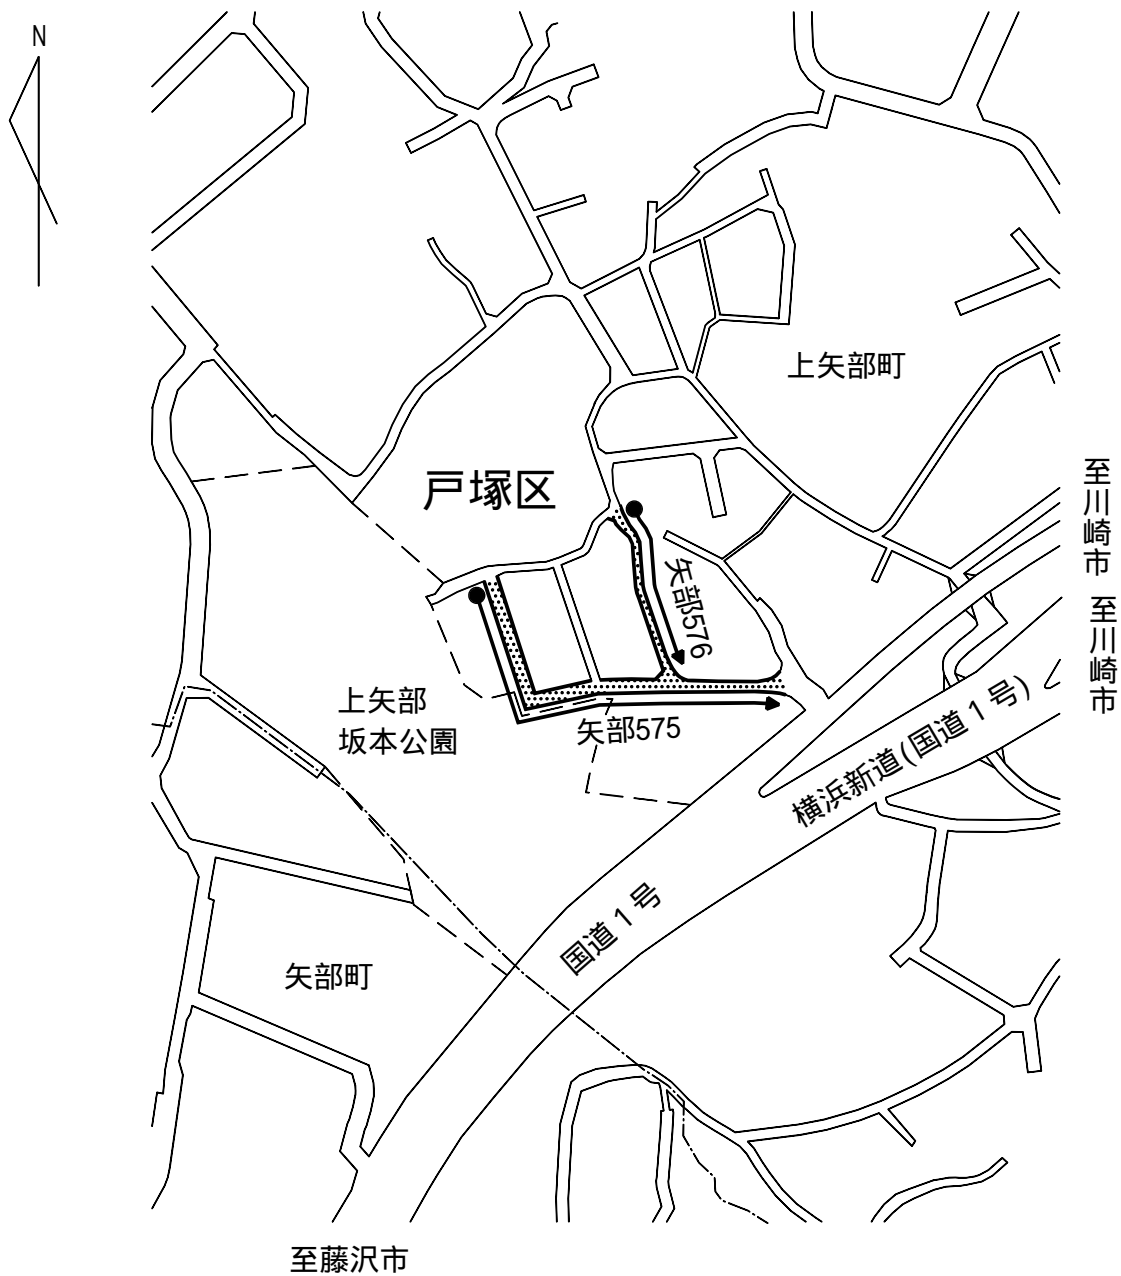 N
上矢部町
至川崎市
戸塚区
矢部576
至川崎市
上矢部
坂本公園
矢部575
横浜新道(国道1号)
国道1号
矢部町
至藤沢市